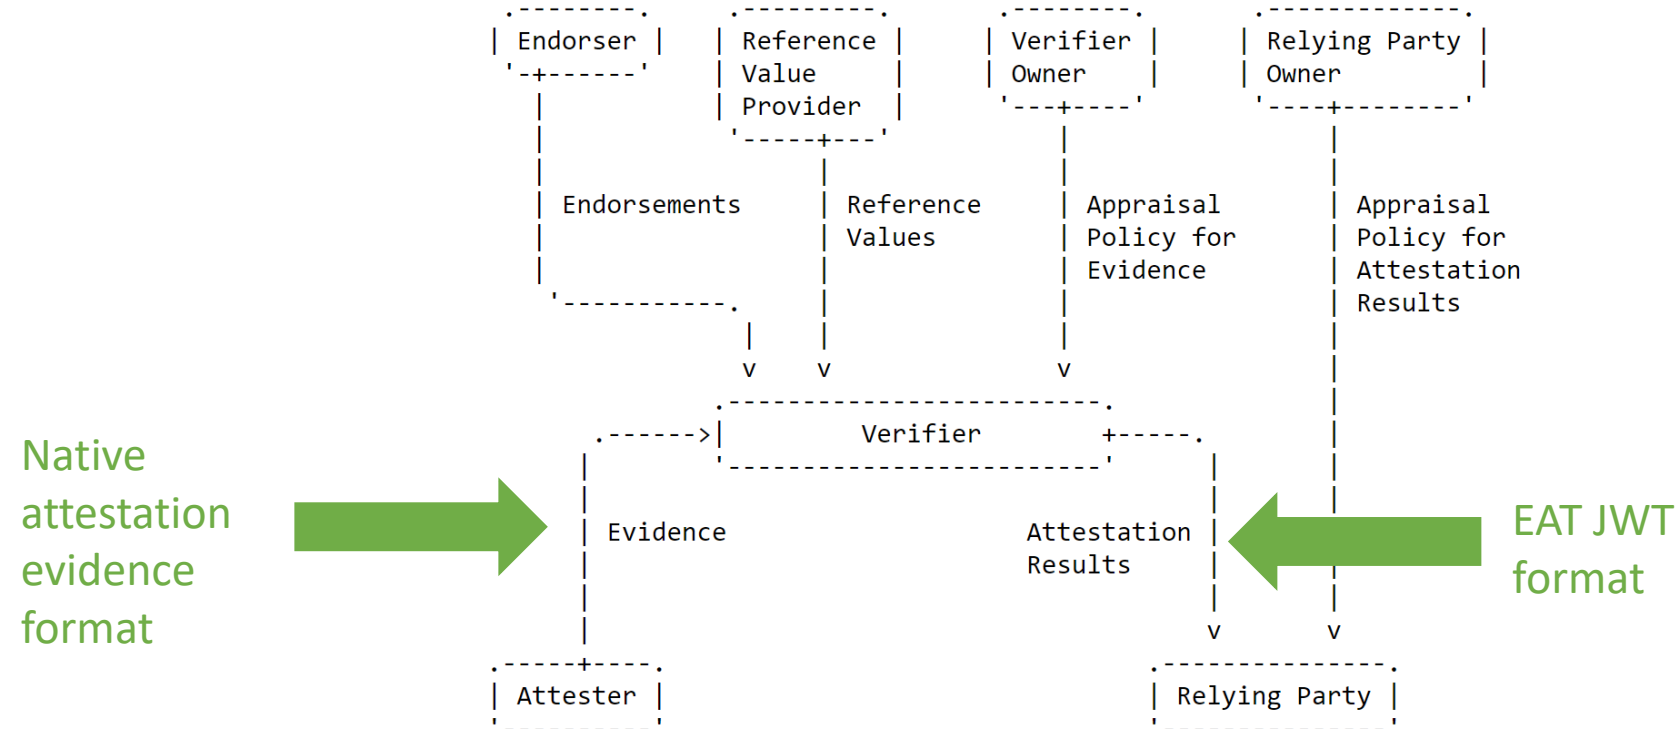 Endorser
Reference
Value
Provider
Verifier
Owner
Relying Party
Owner
Endorsements
Reference
Values
Appraisal
Policy for
Evidence
Appraisal
Policy for
Attestation
Results
Verifier
Native
attestation
evidence
format
Evidence
Attestation
Results
EAT JWT
format
Attester
Relying Party